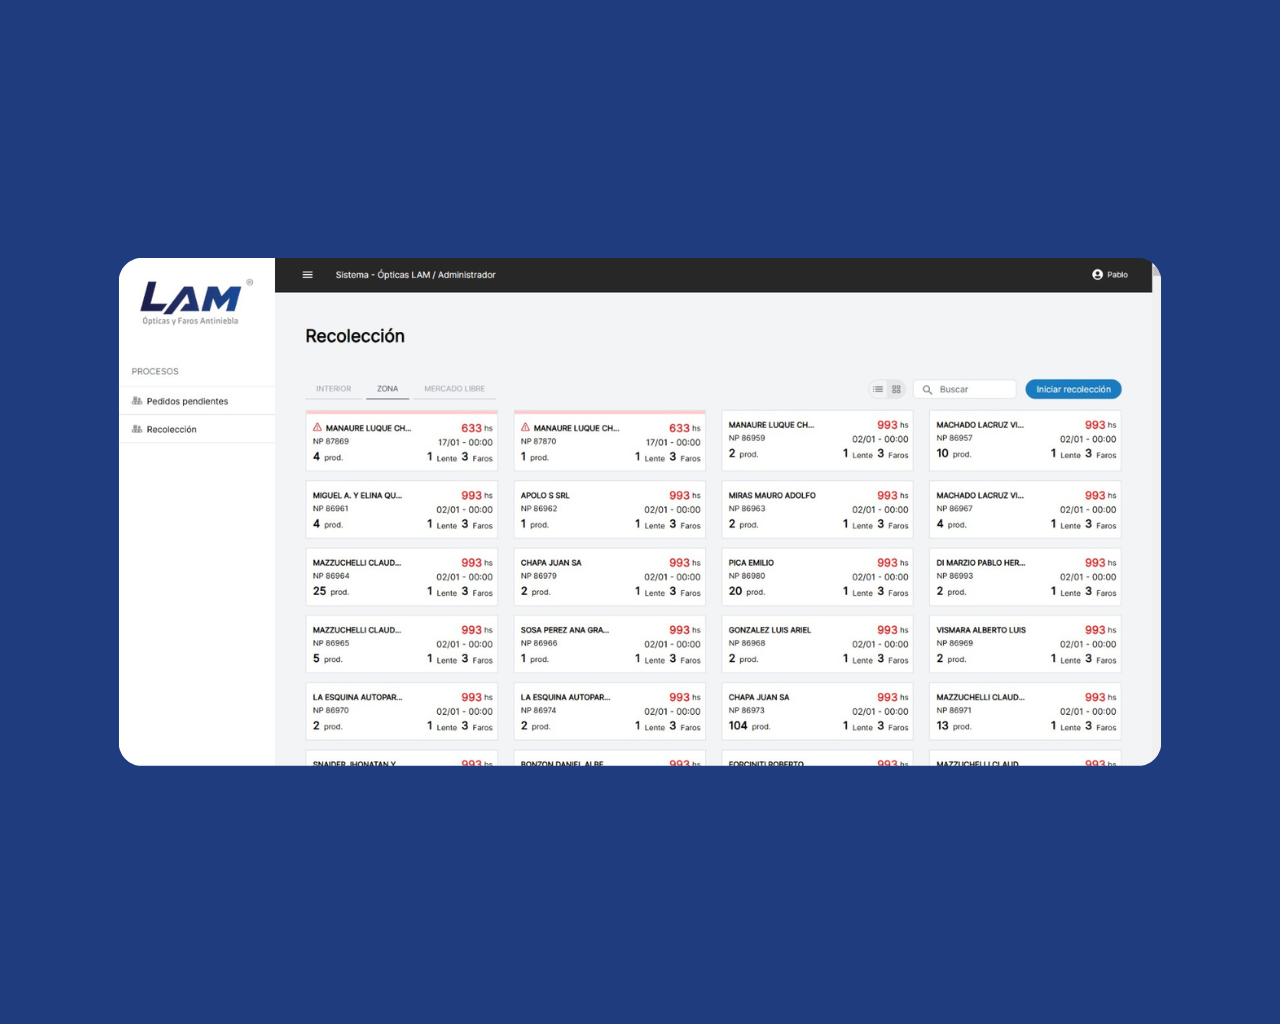 LAM®
Ópticas y Faros Antiniebla
PROCESOS
Pedidos pendientes
Recolección
Sistema - Ópticas LAM / Administrador
Pablo
Recolección
INTERIOR ZONA MERCADO LIBRE
Buscar
Iniciar recolección
MANAURE LUQUE CH... 633 hs
NP 87869 17/01 - 00:00
4 prod. 1 Lente 3 Faros
MANAURE LUQUE CH... 633 hs
NP 87870 17/01 - 00:00
1 prod. 1 Lente 3 Faros
MANAURE LUQUE CH... 993 hs
NP 86959 02/01 - 00:00
2 prod. 1 Lente 3 Faros
MACHADO LACRUZ VI... 993 hs
NP 86957 02/01 - 00:00
10 prod. 1 Lente 3 Faros
MIGUEL A. Y ELINA QU... 993 hs
NP 86961 02/01 - 00:00
4 prod. 1 Lente 3 Faros
APOLO S SRL 993 hs
NP 86962 02/01 - 00:00
1 prod. 1 Lente 3 Faros
MIRAS MAURO ADOLFO 993 hs
NP 86963 02/01 - 00:00
2 prod. 1 Lente 3 Faros
MACHADO LACRUZ VI... 993 hs
NP 86967 02/01 - 00:00
4 prod. 1 Lente 3 Faros
MAZZUCHELLI CLAUD... 993 hs
NP 86964 02/01 - 00:00
25 prod. 1 Lente 3 Faros
CHAPA JUAN SA 993 hs
NP 86979 02/01 - 00:00
2 prod. 1 Lente 3 Faros
PICA EMILIO 993 hs
NP 86980 02/01 - 00:00
20 prod. 1 Lente 3 Faros
DI MARZIO PABLO HER... 993 hs
NP 86993 02/01 - 00:00
2 prod. 1 Lente 3 Faros
MAZZUCHELLI CLAUD... 993 hs
NP 86965 02/01 - 00:00
5 prod. 1 Lente 3 Faros
SOSA PEREZ ANA GRA... 993 hs
NP 86966 02/01 - 00:00
1 prod. 1 Lente 3 Faros
GONZALEZ LUIS ARIEL 993 hs
NP 86968 02/01 - 00:00
2 prod. 1 Lente 3 Faros
VISMARA ALBERTO LUIS 993 hs
NP 86969 02/01 - 00:00
2 prod. 1 Lente 3 Faros
LA ESQUINA AUTOPAR... 993 hs
NP 86970 02/01 - 00:00
2 prod. 1 Lente 3 Faros
LA ESQUINA AUTOPAR... 993 hs
NP 86974 02/01 - 00:00
2 prod. 1 Lente 3 Faros
CHAPA JUAN SA 993 hs
NP 86973 02/01 - 00:00
104 prod. 1 Lente 3 Faros
MAZZUCHELLI CLAUD... 993 hs
NP 86971 02/01 - 00:00
13 prod. 1 Lente 3 Faros
SNAIDER JHONATAN Y 993 hs
BONZON DANIEL ALBE 993 hs
FORCINITI ROBERTO 993 hs
MAZZUCHELLI CLAUD 993 hs